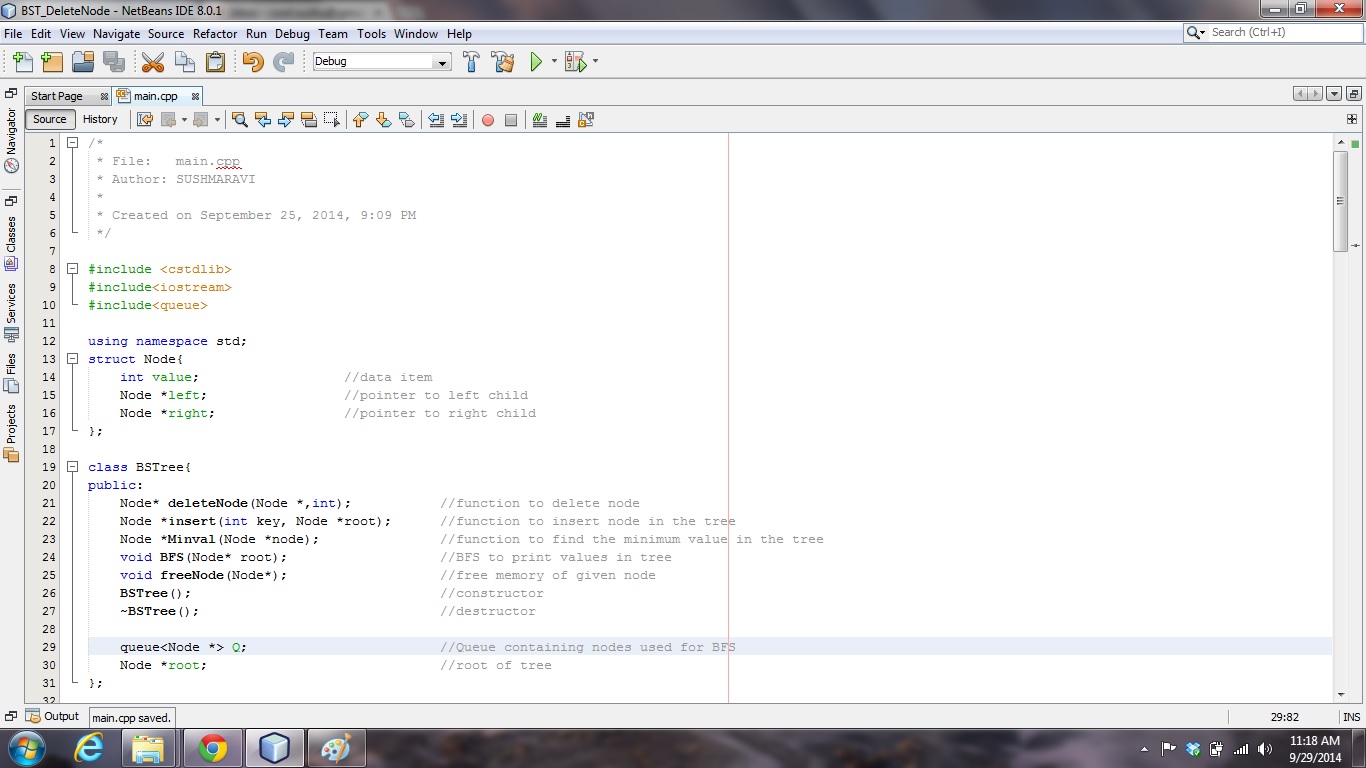 BST_DeleteNode - NetBeans IDE 8.0.1
File Edit View Navigate Source Refactor Run Debug Team Tools Window Help
Search (Ctrl+I)
Debug
Start Page main.cpp
Source History
Navigator
Classes
Services
Files
Projects
1 /*
2 * File: main.cpp
3 * Author: SUSHMARAVI
4 *
5 * Created on September 25, 2014, 9:09 PM
6 */
7
8 #include <cstdlib>
9 #include<iostream>
10 #include<queue>
11
12 using namespace std;
13 struct Node{
14 int value; //data item
15 Node *left; //pointer to left child
16 Node *right; //pointer to right child
17 };
18
19 class BSTree{
20 public:
21 Node* deleteNode(Node *,int); //function to delete node
22 Node *insert(int key, Node *root); //function to insert node in the tree
23 Node *Minval(Node *node); //function to find the minimum value in the tree
24 void BFS(Node* root); //BFS to print values in tree
25 void freeNode(Node*); //free memory of given node
26 BSTree(); //constructor
27 ~BSTree(); //destructor
28
29 queue<Node *> Q; //Queue containing nodes used for BFS
30 Node *root; //root of tree
31 };
32
Output main.cpp saved.
29:82 INS
11:18 AM
9/29/2014